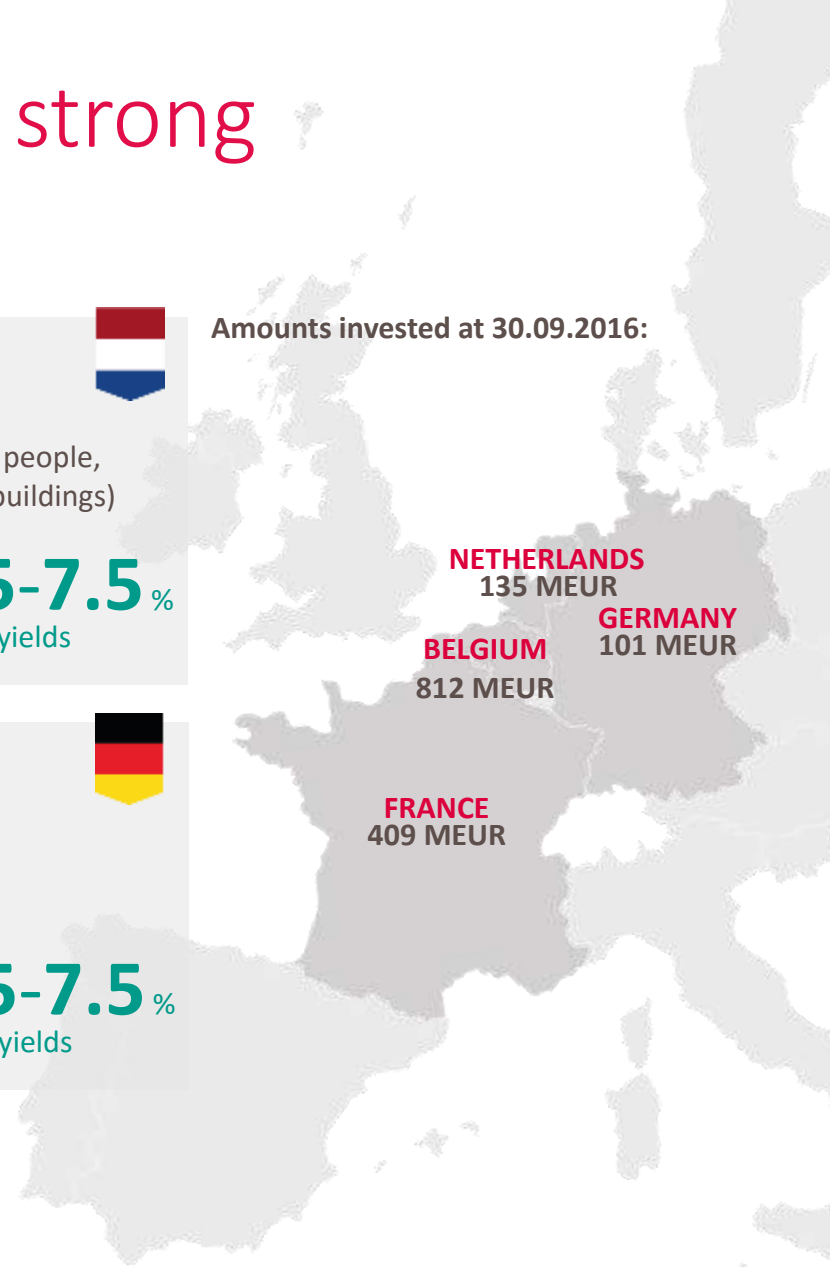 strong
Amounts invested at 30.09.2016:
people,
buildings)
5-7.5 %
yields
NETHERLANDS
135 MEUR
GERMANY
101 MEUR
BELGIUM
812 MEUR
FRANCE
409 MEUR
5-7.5 %
yields